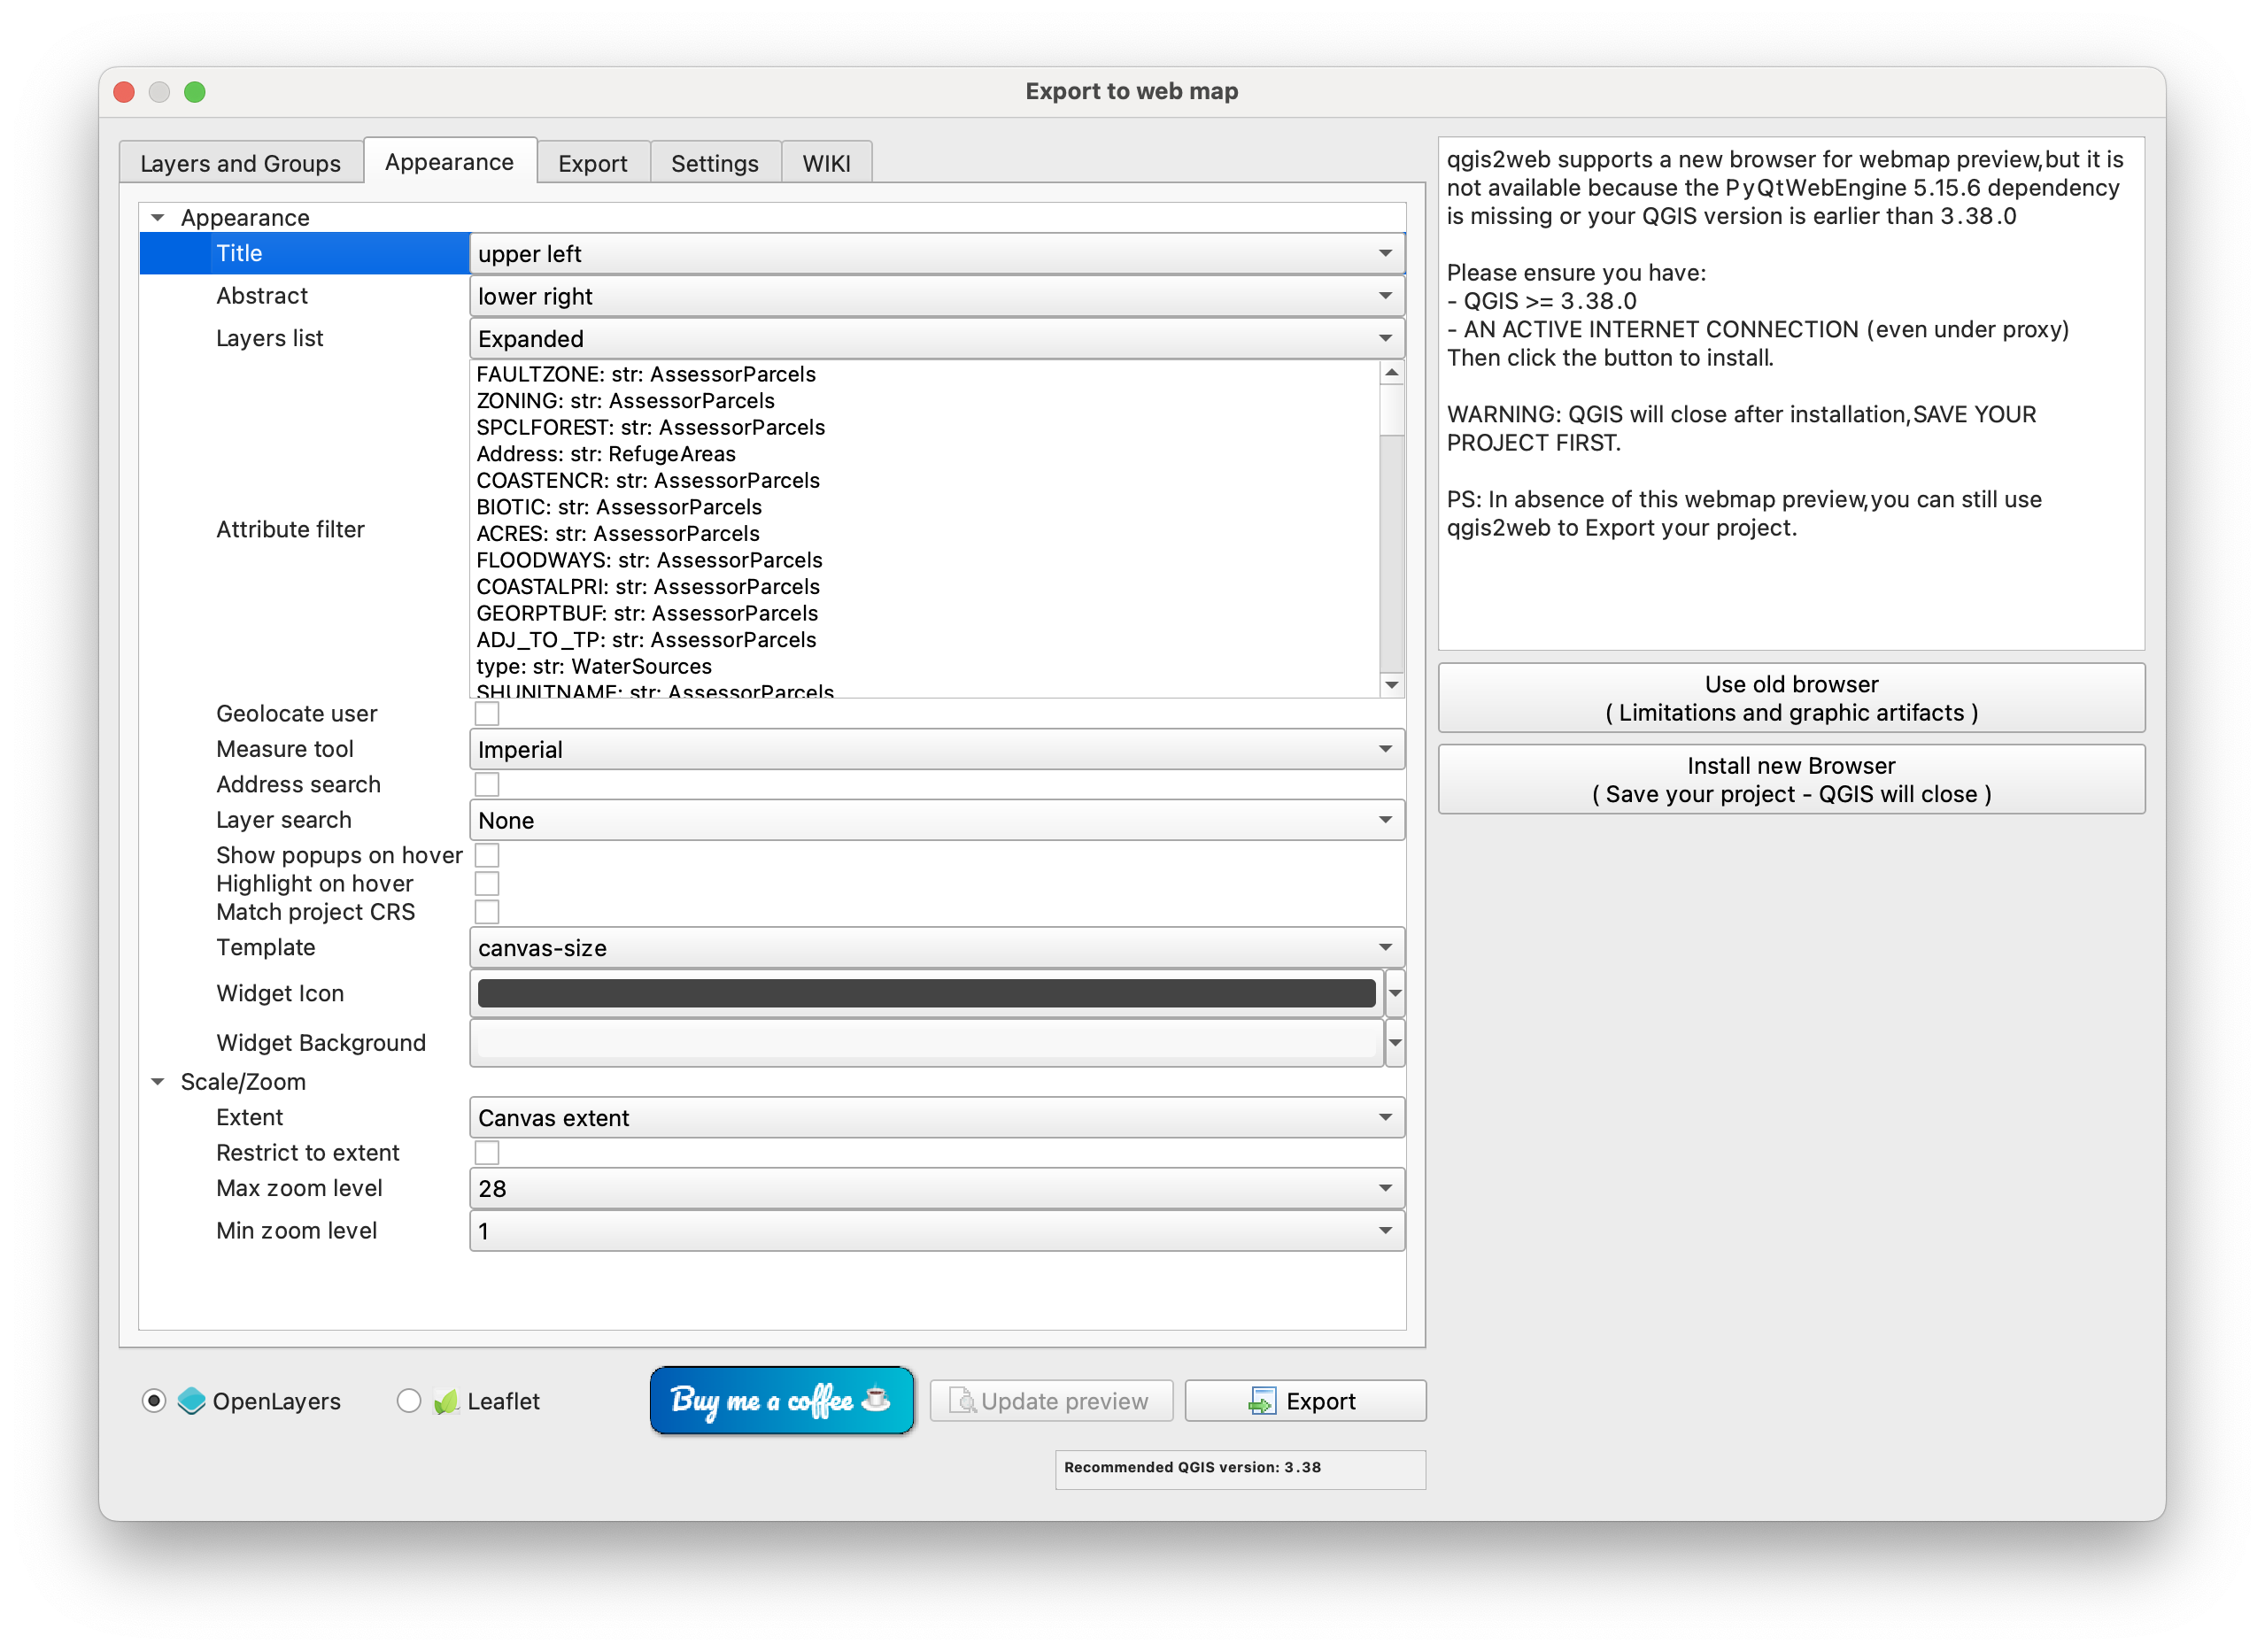 Export to web map
Layers and Groups
Appearance
Export
Settings
WIKI
Appearance
Title
upper left
Abstract
lower right
Layers list
Expanded
Attribute filter
FAULTZONE: str: AssessorParcels
ZONING: str: AssessorParcels
SPCLFOREST: str: AssessorParcels
Address: str: RefugeAreas
COASTENCR: str: AssessorParcels
BIOTIC: str: AssessorParcels
ACRES: str: AssessorParcels
FLOODWAYS: str: AssessorParcels
COASTALPRI: str: AssessorParcels
GEORPTBUF: str: AssessorParcels
ADJ_TO_TP: str: AssessorParcels
type: str: WaterSources
SHUNITNAME: str: AssessorParcels
Geolocate user
Measure tool
Imperial
Address search
Layer search
None
Show popups on hover
Highlight on hover
Match project CRS
Template
canvas-size
Widget Icon
Widget Background
Scale/Zoom
Extent
Canvas extent
Restrict to extent
Max zoom level
28
Min zoom level
1
OpenLayers
Leaflet
Buy me a coffee
Update preview
Export
Recommended QGIS version: 3.38
qgis2web supports a new browser for webmap preview,but it is
not available because the PyQtWebEngine 5.15.6 dependency
is missing or your QGIS version is earlier than 3.38.0
Please ensure you have:
- QGIS >= 3.38.0
- AN ACTIVE INTERNET CONNECTION (even under proxy)
Then click the button to install.
WARNING: QGIS will close after installation,SAVE YOUR
PROJECT FIRST.
PS: In absence of this webmap preview,you can still use
qgis2web to Export your project.
Use old browser
( Limitations and graphic artifacts )
Install new Browser
( Save your project - QGIS will close )